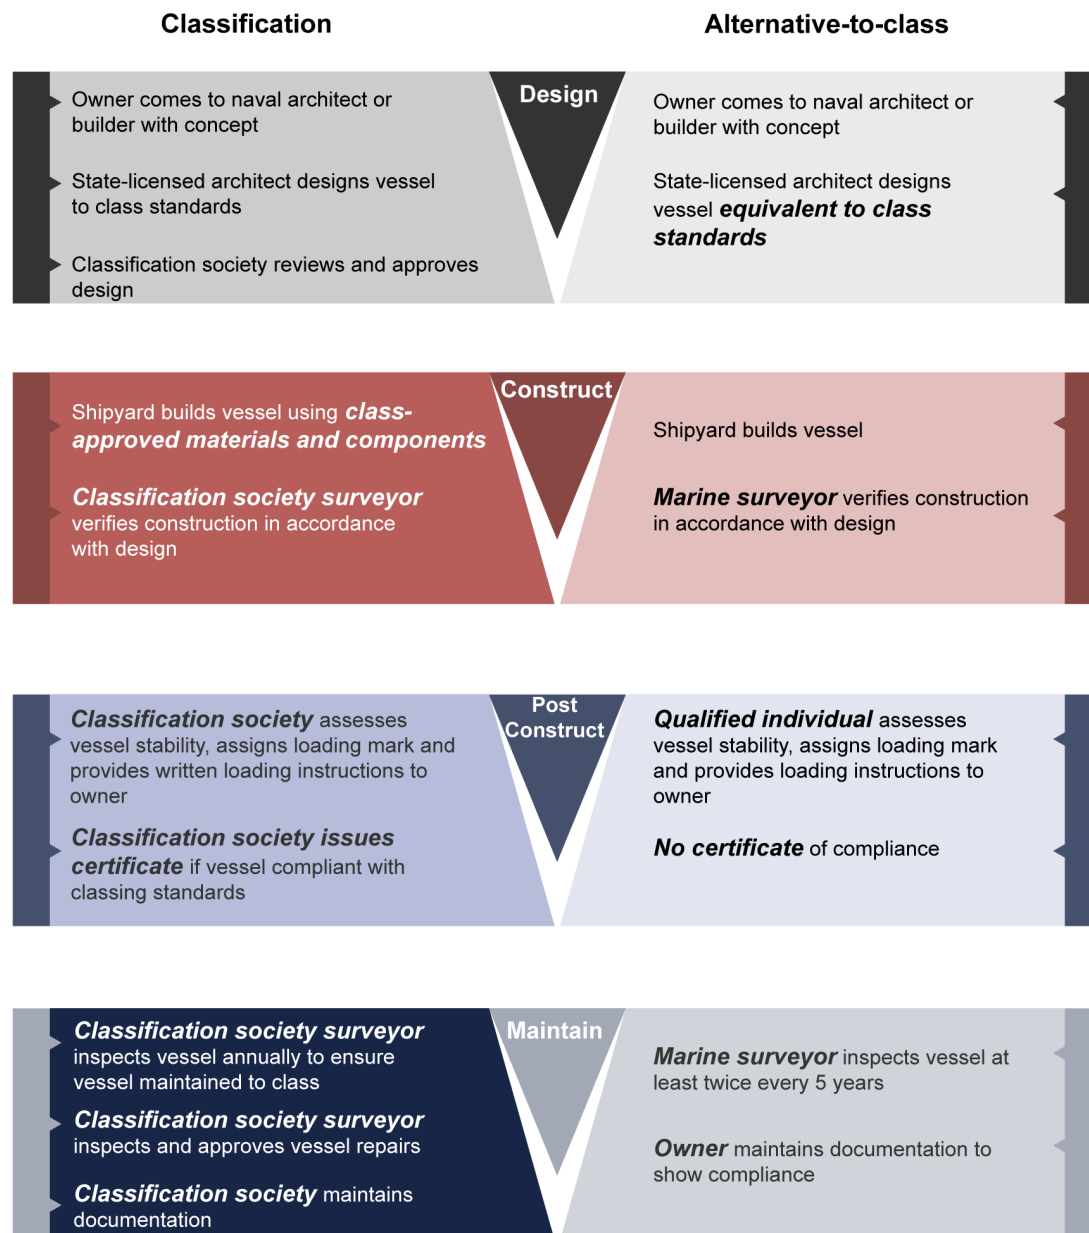 Classification
Alternative-to-class
Design
Owner comes to naval architect or
builder with concept
State-licensed architect designs vessel
to class standards
Classification society reviews and approves
design
Owner comes to naval architect or
builder with concept
State-licensed architect designs
vessel equivalent to class
standards
Construct
Shipyard builds vessel using class-
approved materials and components
Classification society surveyor
verifies construction in accordance
with design
Shipyard builds vessel
Marine surveyor verifies construction
in accordance with design
Post
Construct
Classification society assesses
vessel stability, assigns loading mark and
provides written loading instructions to
owner
Classification society issues
certificate if vessel compliant with
classing standards
Qualified individual assesses
vessel stability, assigns loading mark
and provides loading instructions to
owner
No certificate of compliance
Maintain
Classification society surveyor
inspects vessel annually to ensure
vessel maintained to class
Classification society surveyor
inspects and approves vessel repairs
Classification society maintains
documentation
Marine surveyor inspects vessel at
least twice every 5 years
Owner maintains documentation to
show compliance